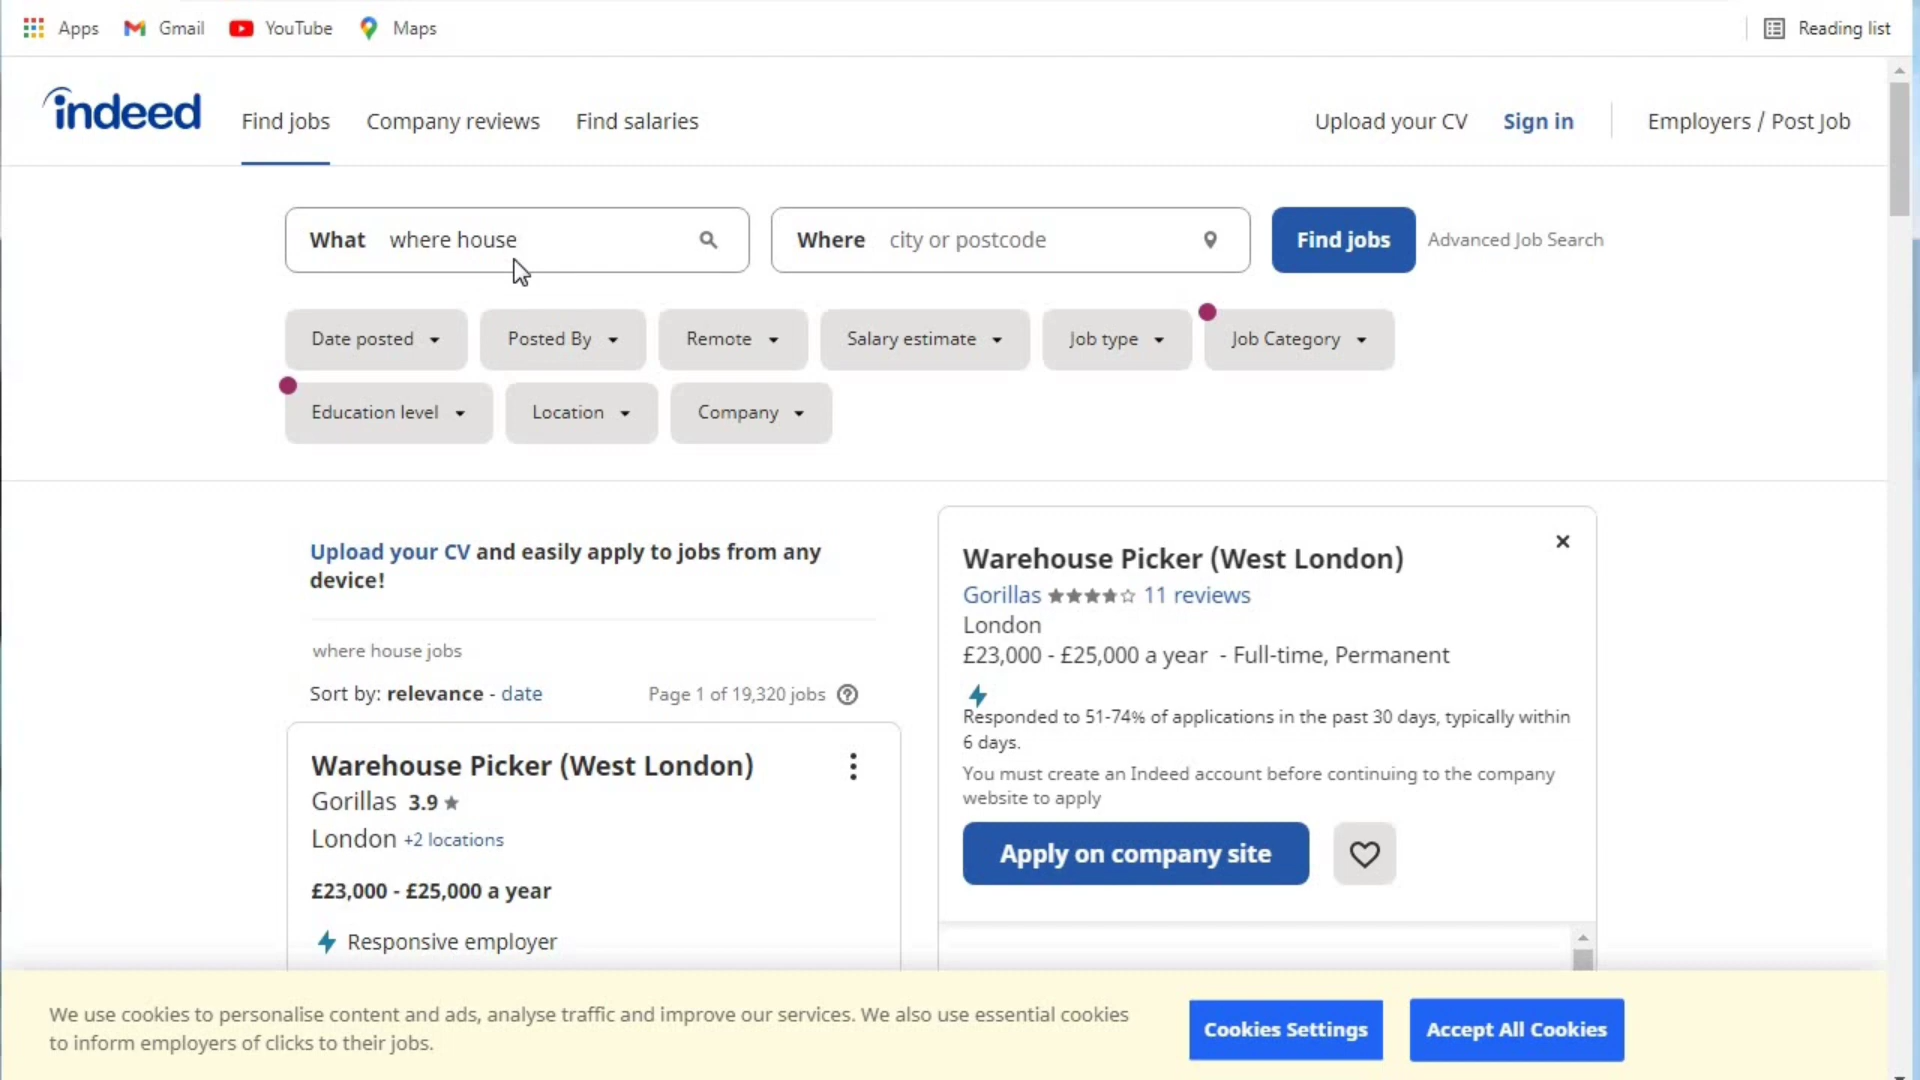 Apps Gmail YouTube Maps Reading list
indeed Find jobs Company reviews Find salaries Upload your CV Sign in Employers / Post Job
What where house Where city or postcode Find jobs Advanced Job Search
Date posted Posted By Remote Salary estimate Job type Job Category
Education level Location Company
Upload your CV and easily apply to jobs from any
device!
where house jobs
Sort by: relevance - date Page 1 of 19,320 jobs ?
Warehouse Picker (West London)
Gorillas 3.9
London +2 locations
£23,000 - £25,000 a year
Responsive employer
Warehouse Picker (West London)
Gorillas 11 reviews
London
£23,000 - £25,000 a year - Full-time, Permanent
Responded to 51-74% of applications in the past 30 days, typically within
6 days.
You must create an Indeed account before continuing to the company
website to apply
Apply on company site
We use cookies to personalise content and ads, analyse traffic and improve our services. We also use essential cookies
to inform employers of clicks to their jobs.
Cookies Settings Accept All Cookies